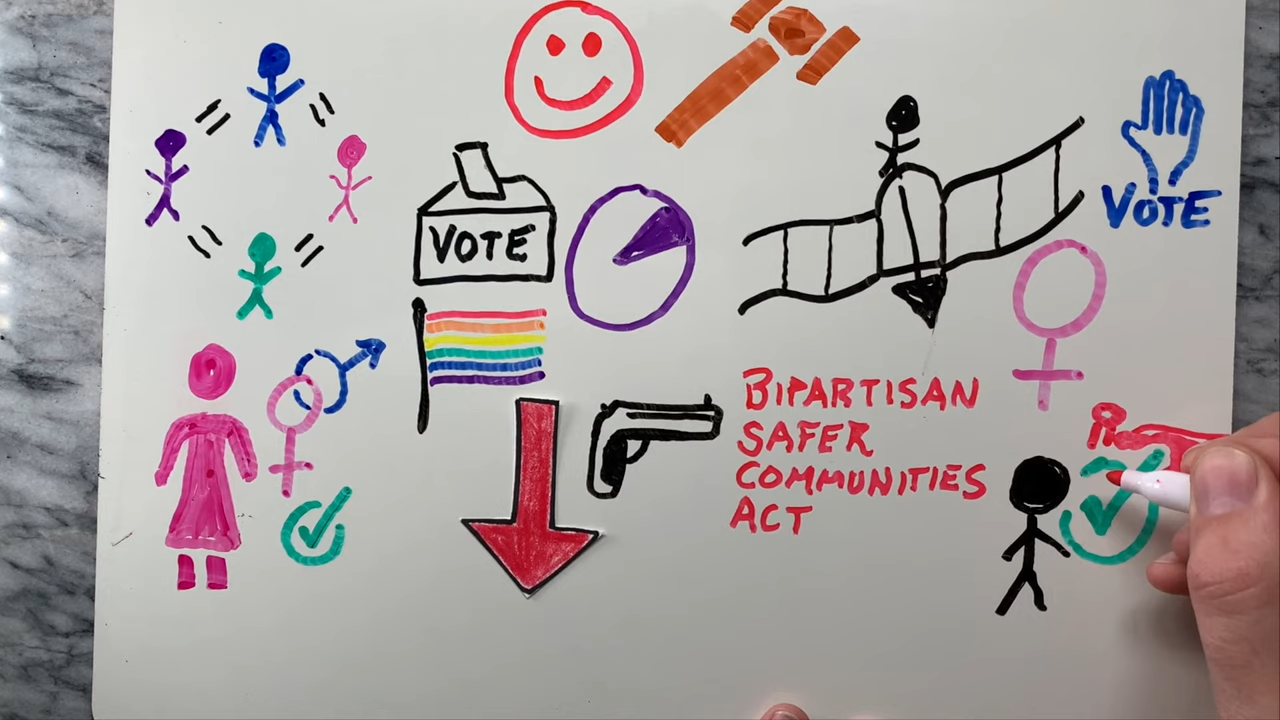 VOTE
VOTE
BIPARTISAN
SAFER
COMMUNITIES
ACT